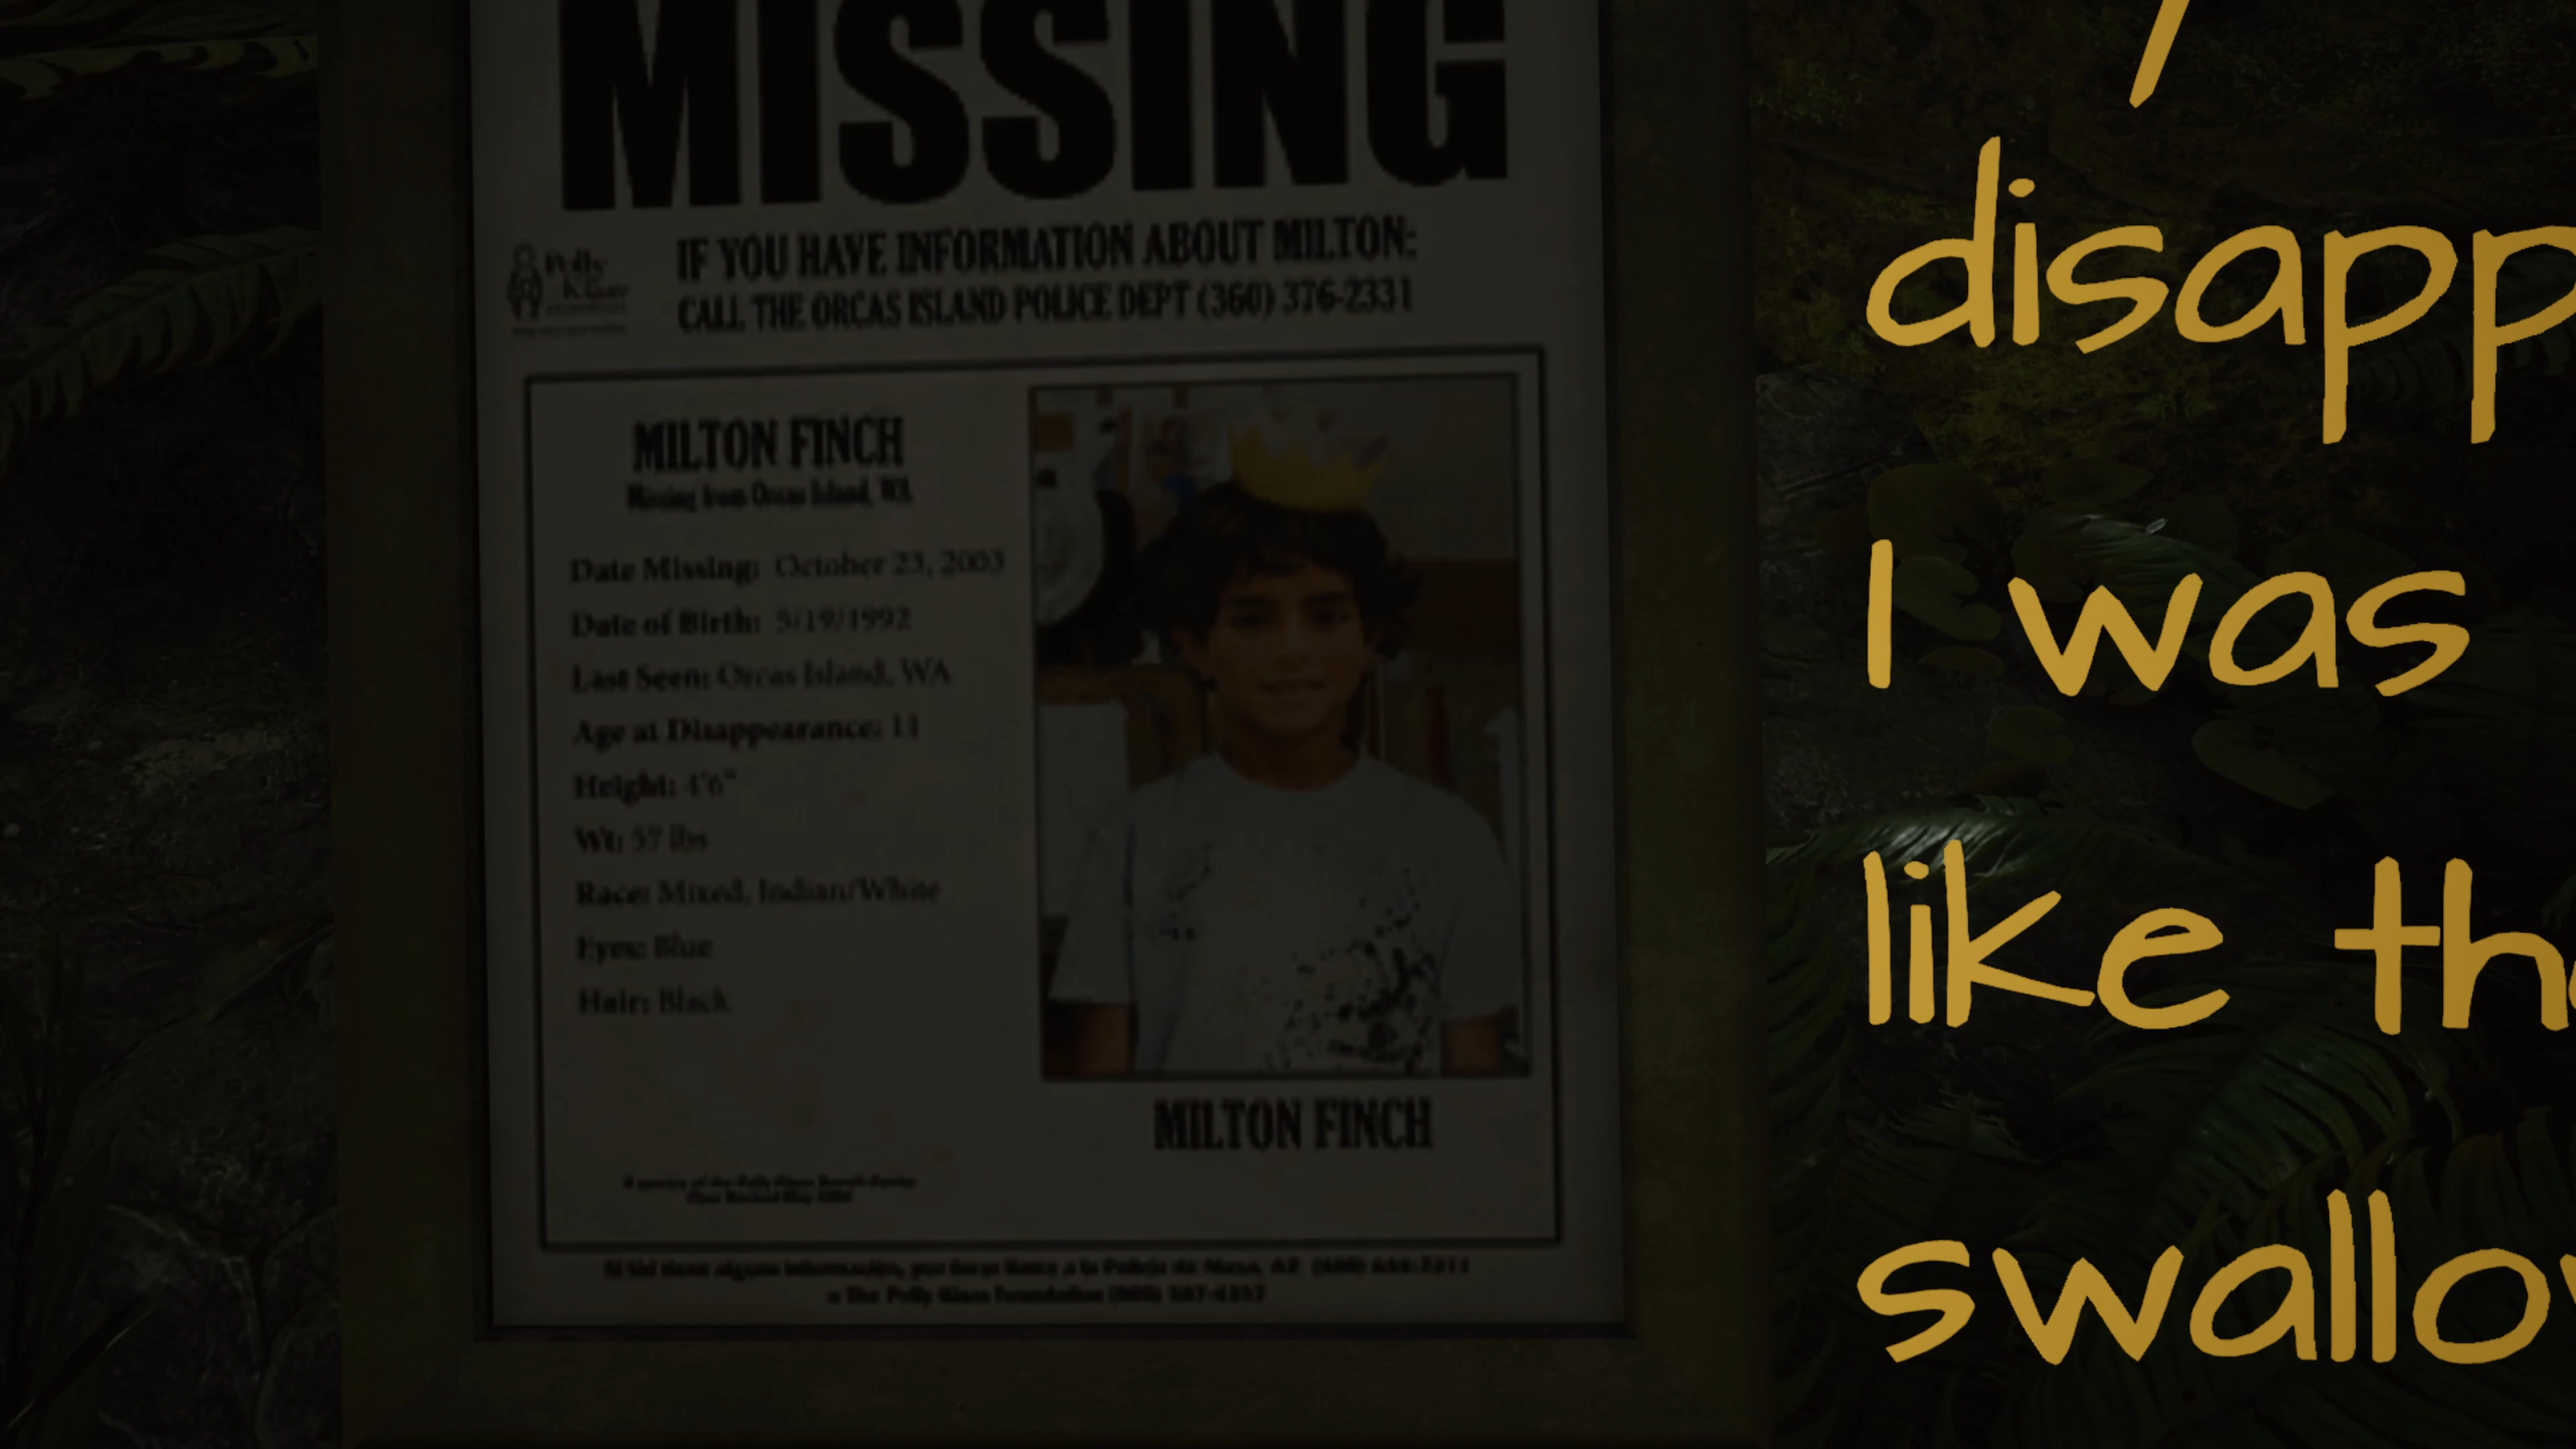 MISSING
IF YOU HAVE INFORMATION ABOUT MILTON:
CALL THE ORCAS ISLAND POLICE DEPT (360) 376-2331
Polly
Klaas
MILTON FINCH
Missing from Orcas Island, WA
Date Missing: October 23, 2003
Date of Birth: 5/19/1992
Last Seen: Orcas Island, WA
Age at Disappearance: 11
Height: 4'6"
Wt: 57 lbs
Race: Mixed, Indian/White
Eyes: Blue
Hair: Black
MILTON FINCH
disapp
I was
like th
swallow